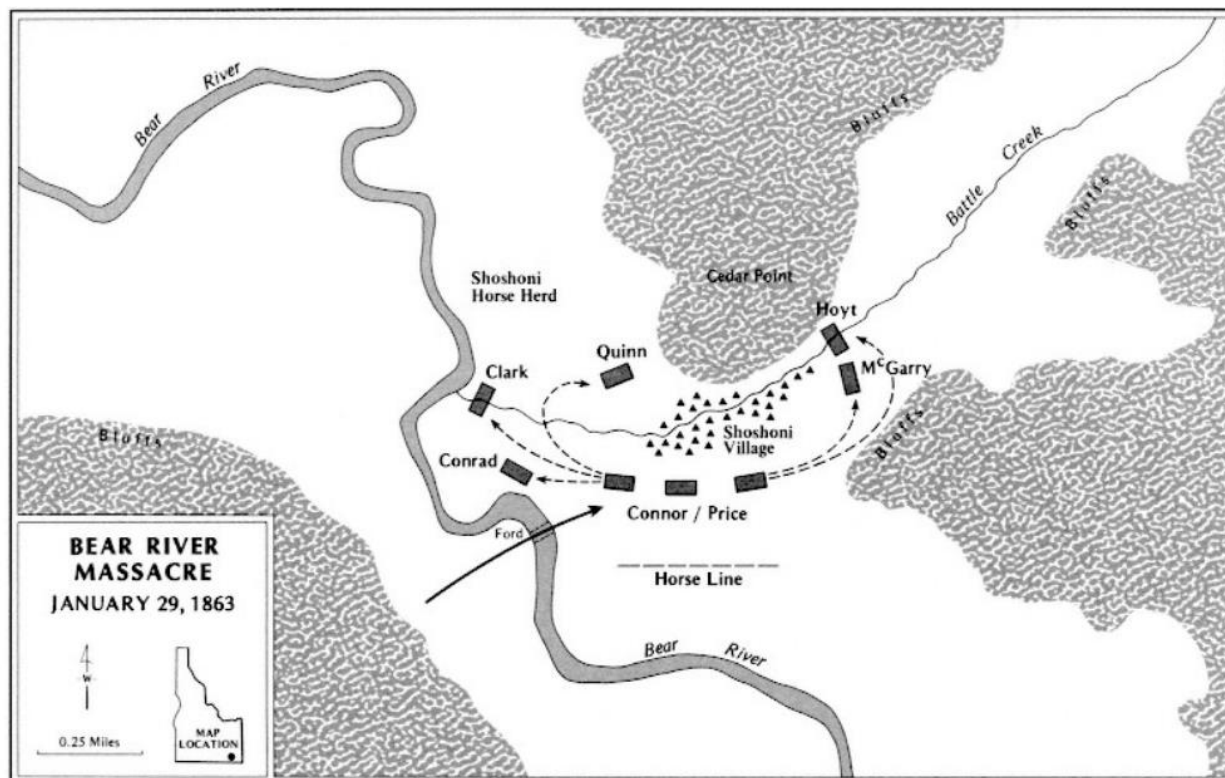 Bear River
Bluffs
Battle Creek
Bluffs
Cedar Point
Shoshoni
Horse Herd
Hoyt
Quinn
McGarry
Clark
Shoshoni
Village
Bluffs
Bluffs
Conrad
Connor / Price
Ford
Horse Line
Bear River
BEAR RIVER
MASSACRE
JANUARY 29, 1863
4
W
0.25 Miles
MAP
LOCATION